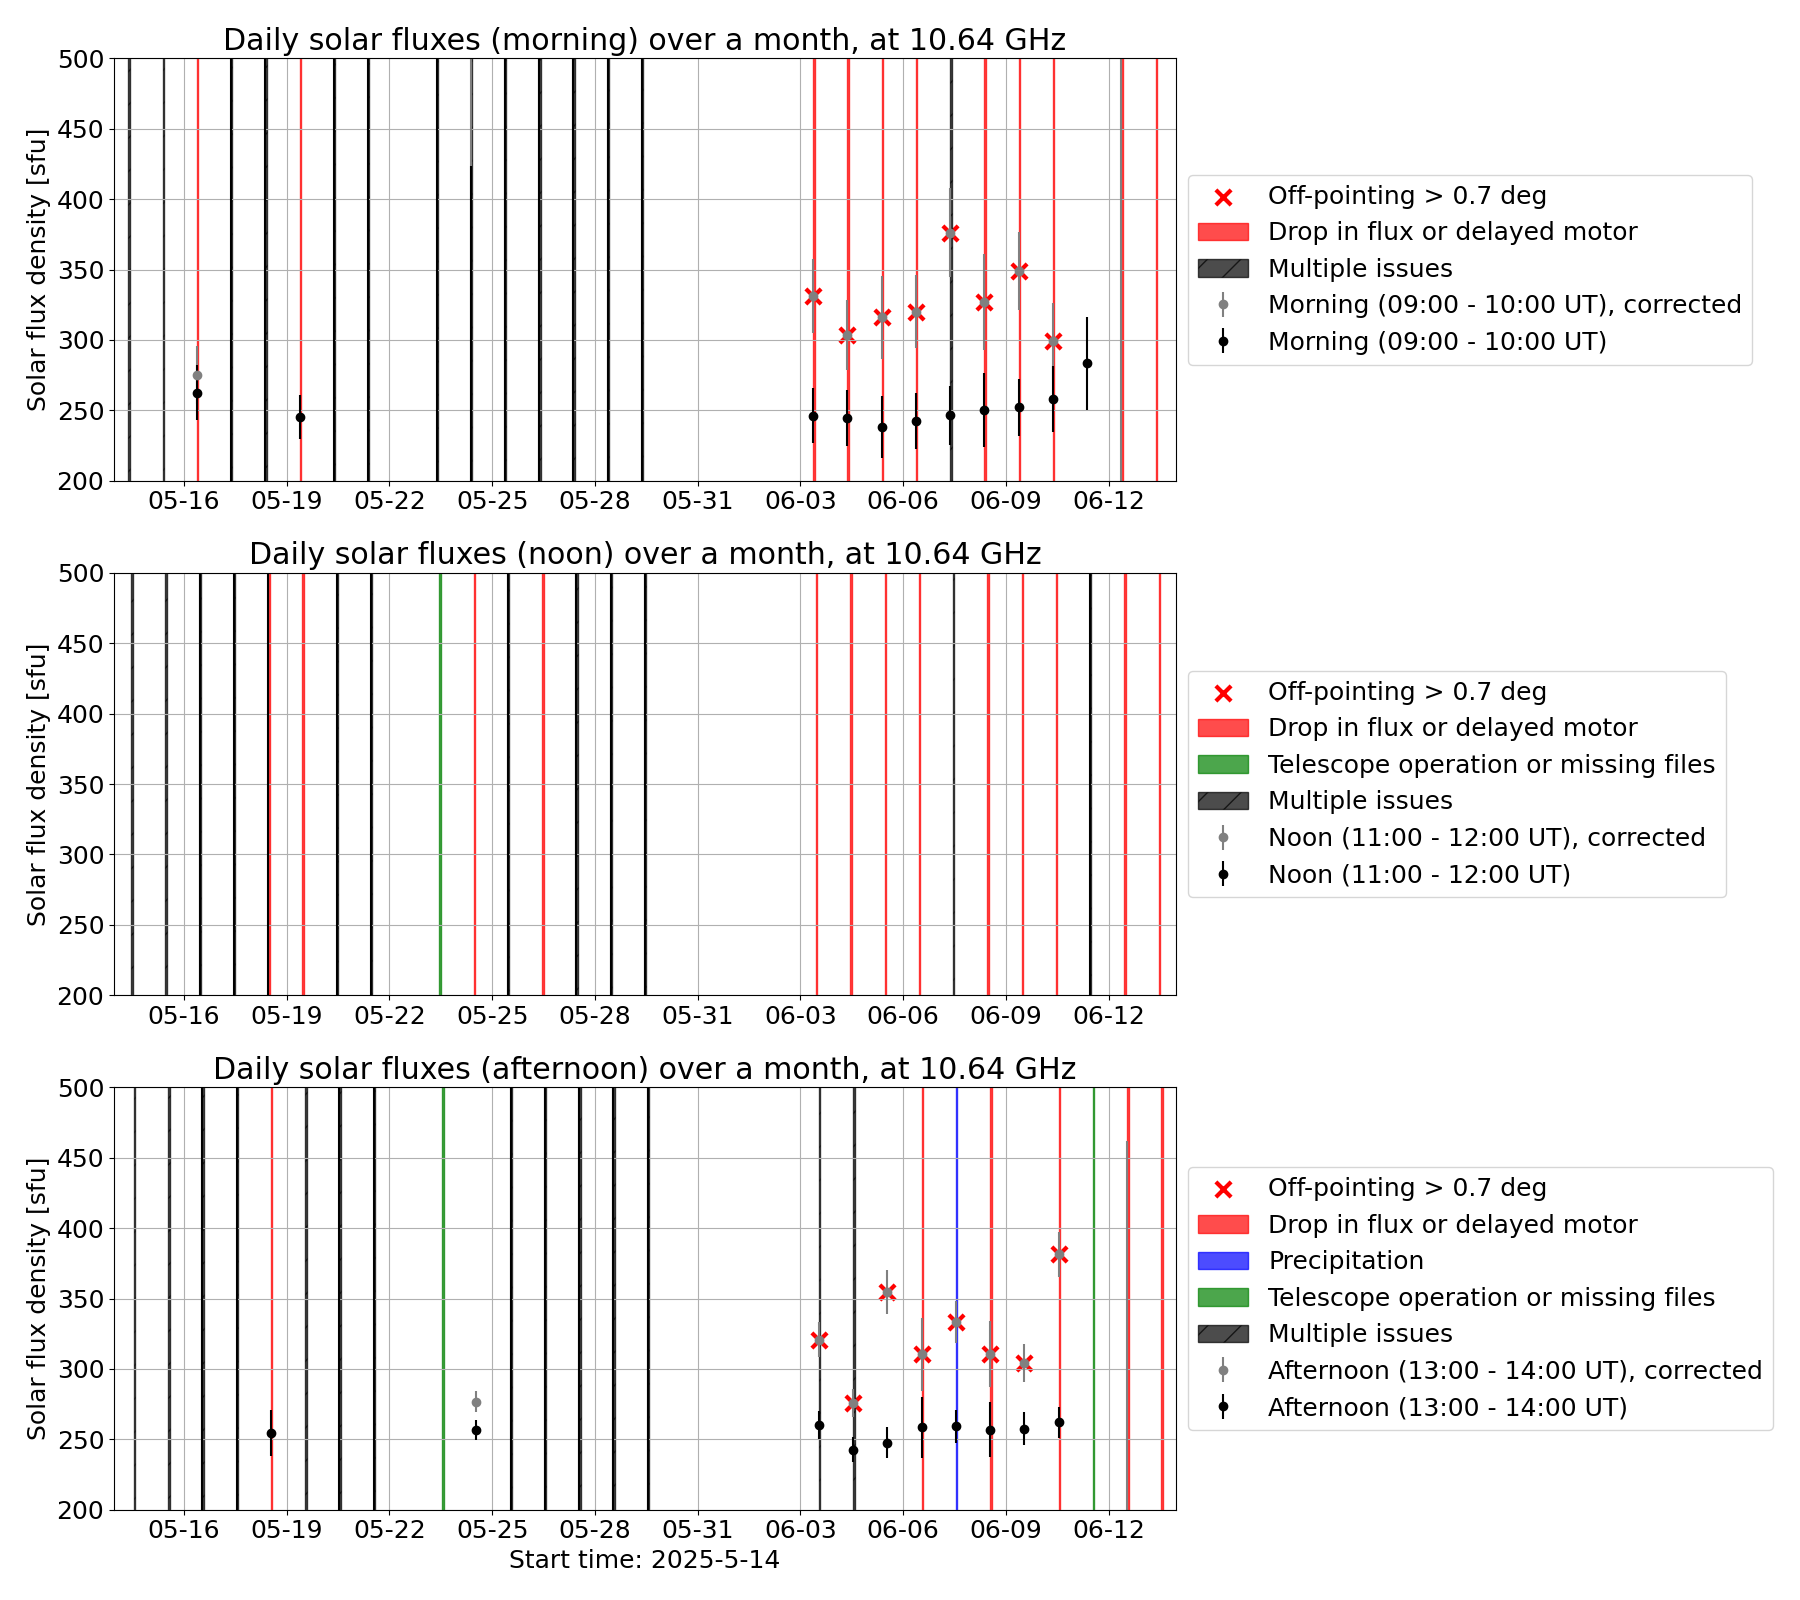 Daily solar fluxes (morning) over a month, at 10.64 GHz
Solar flux density [sfu]
500
450
400
350
300
250
200
05-16 05-19 05-22 05-25 05-28 05-31 06-03 06-06 06-09 06-12
Off-pointing > 0.7 deg
Drop in flux or delayed motor
Multiple issues
Morning (09:00 - 10:00 UT), corrected
Morning (09:00 - 10:00 UT)
Daily solar fluxes (noon) over a month, at 10.64 GHz
Solar flux density [sfu]
500
450
400
350
300
250
200
05-16 05-19 05-22 05-25 05-28 05-31 06-03 06-06 06-09 06-12
Off-pointing > 0.7 deg
Drop in flux or delayed motor
Telescope operation or missing files
Multiple issues
Noon (11:00 - 12:00 UT), corrected
Noon (11:00 - 12:00 UT)
Daily solar fluxes (afternoon) over a month, at 10.64 GHz
Solar flux density [sfu]
500
450
400
350
300
250
200
05-16 05-19 05-22 05-25 05-28 05-31 06-03 06-06 06-09 06-12
Start time: 2025-5-14
Off-pointing > 0.7 deg
Drop in flux or delayed motor
Precipitation
Telescope operation or missing files
Multiple issues
Afternoon (13:00 - 14:00 UT), corrected
Afternoon (13:00 - 14:00 UT)